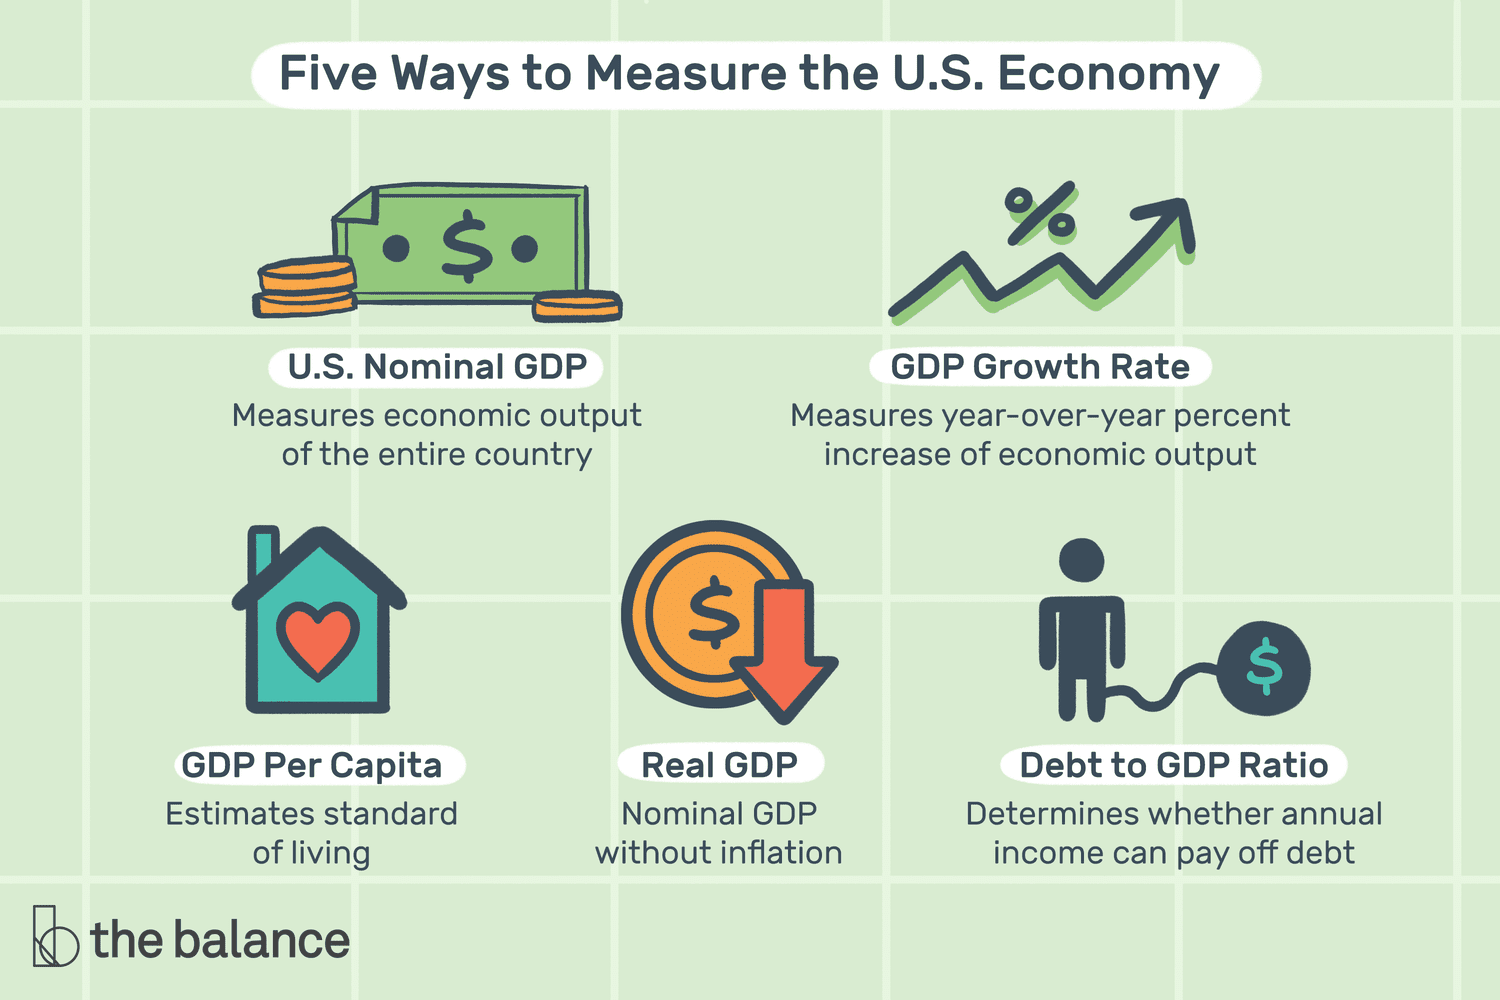 Five Ways to Measure the U.S. Economy
%
$
U.S. Nominal GDP
Measures economic output
of the entire country
GDP Growth Rate
Measures year-over-year percent
increase of economic output
$
$
GDP Per Capita
Estimates standard
of living
Real GDP
Nominal GDP
without inflation
Debt to GDP Ratio
Determines whether annual
income can pay off debt
b the balance